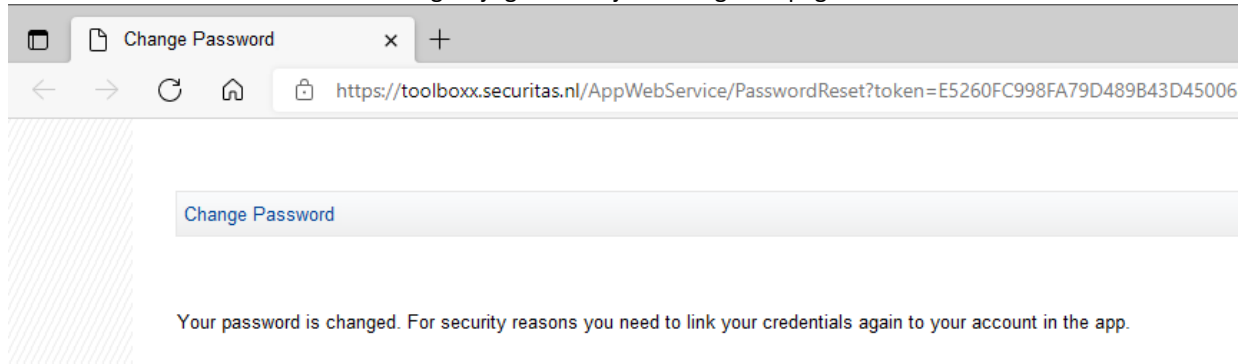 Change Password
https://toolboxx.securitas.nl/AppWebService/PasswordReset?token=E5260FC998FA79D489B43D45006
Change Password
Your password is changed. For security reasons you need to link your credentials again to your account in the app.